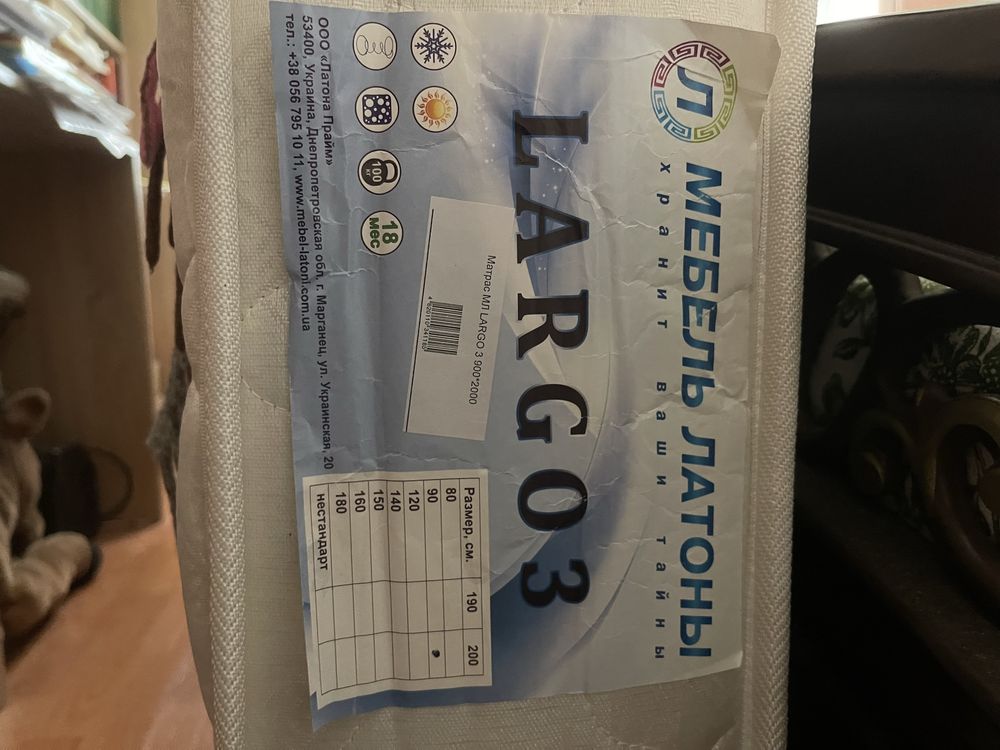 Л
МЕБЕЛЬ ЛАТОНЫ
хранит ваши тайны
LARGO 3
Матрас МЛ LARGO 3 900*2000
100
кг
18
мес
ООО «Латона Прайм»
53400, Украина, Днепропетровская обл, г. Марганец, ул. Украинская, 20
тел.: +38 056 795 10 11, www.mebel-latoni.com.ua
Размер, см. 190 200
80
90
120
140
150
160
180
нестандарт